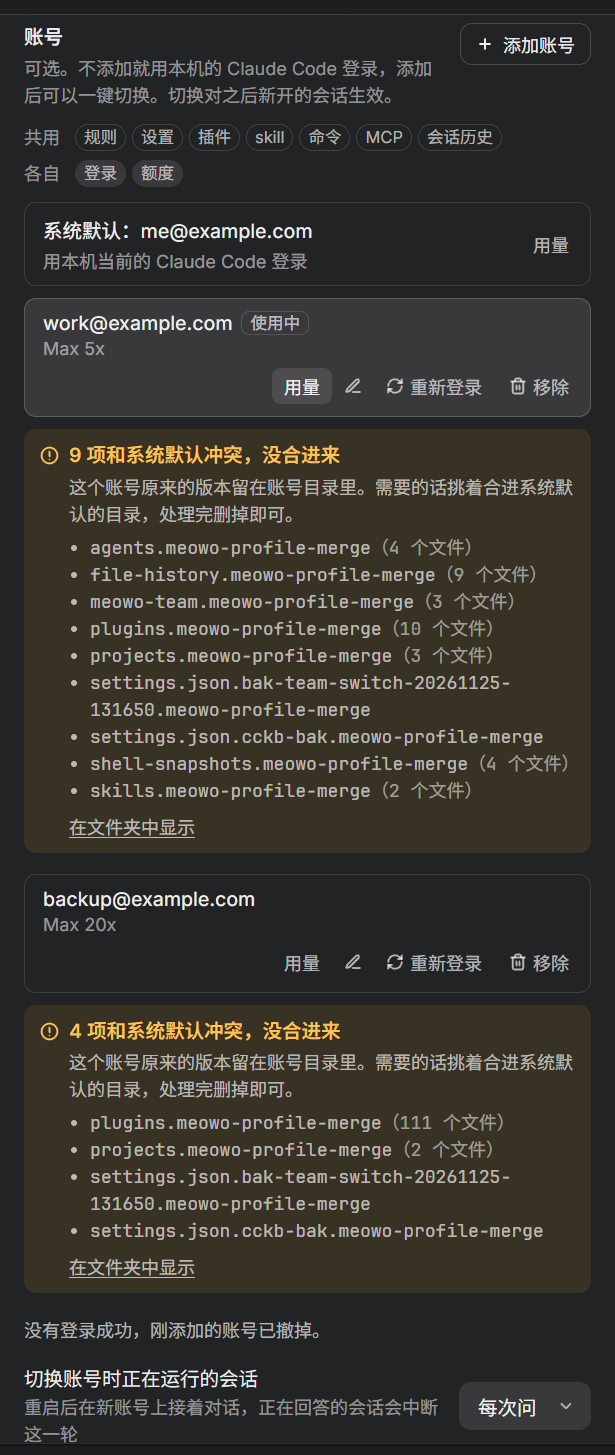 账号
添加账号
可选。不添加就用本机的 Claude Code 登录，添加
后可以一键切换。切换对之后新开的会话生效。
共用 规则 设置 插件 skill 命令 MCP 会话历史
各自 登录 额度
系统默认：me@example.com
用本机当前的 Claude Code 登录
用量
work@example.com 使用中
Max 5x
用量 重新登录 移除
9 项和系统默认冲突，没合进来
这个账号原来的版本留在账号目录里。需要的话挑着合进系统默
认的目录，处理完删掉即可。
• agents.meowo-profile-merge（4 个文件）
• file-history.meowo-profile-merge（9 个文件）
• meowo-team.meowo-profile-merge（3 个文件）
• plugins.meowo-profile-merge（10 个文件）
• projects.meowo-profile-merge（3 个文件）
• settings.json.bak-team-switch-20261125-
131650.meowo-profile-merge
• settings.json.cckb-bak.meowo-profile-merge
• shell-snapshots.meowo-profile-merge（4 个文件）
• skills.meowo-profile-merge（2 个文件）
在文件夹中显示
backup@example.com
Max 20x
用量 重新登录 移除
4 项和系统默认冲突，没合进来
这个账号原来的版本留在账号目录里。需要的话挑着合进系统默
认的目录，处理完删掉即可。
• plugins.meowo-profile-merge（111 个文件）
• projects.meowo-profile-merge（2 个文件）
• settings.json.bak-team-switch-20261125-
131650.meowo-profile-merge
• settings.json.cckb-bak.meowo-profile-merge
在文件夹中显示
没有登录成功，刚添加的账号已撤掉。
切换账号时正在运行的会话
重启后在新账号上接着对话，正在回答的会话会中断
这一轮
每次问